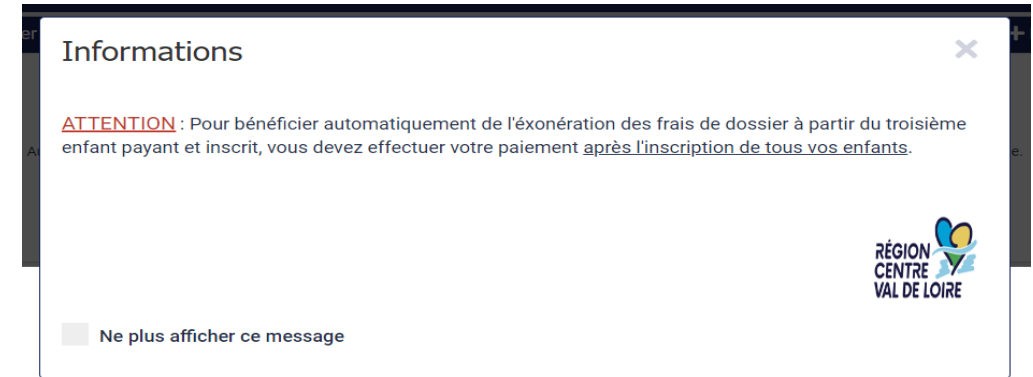 er
Informations
ATTENTION : Pour bénéficier automatiquement de l'éxonération des frais de dossier à partir du troisième
enfant payant et inscrit, vous devez effectuer votre paiement après l'inscription de tous vos enfants.
RÉGION
CENTRE
VAL DE LOIRE
Ne plus afficher ce message